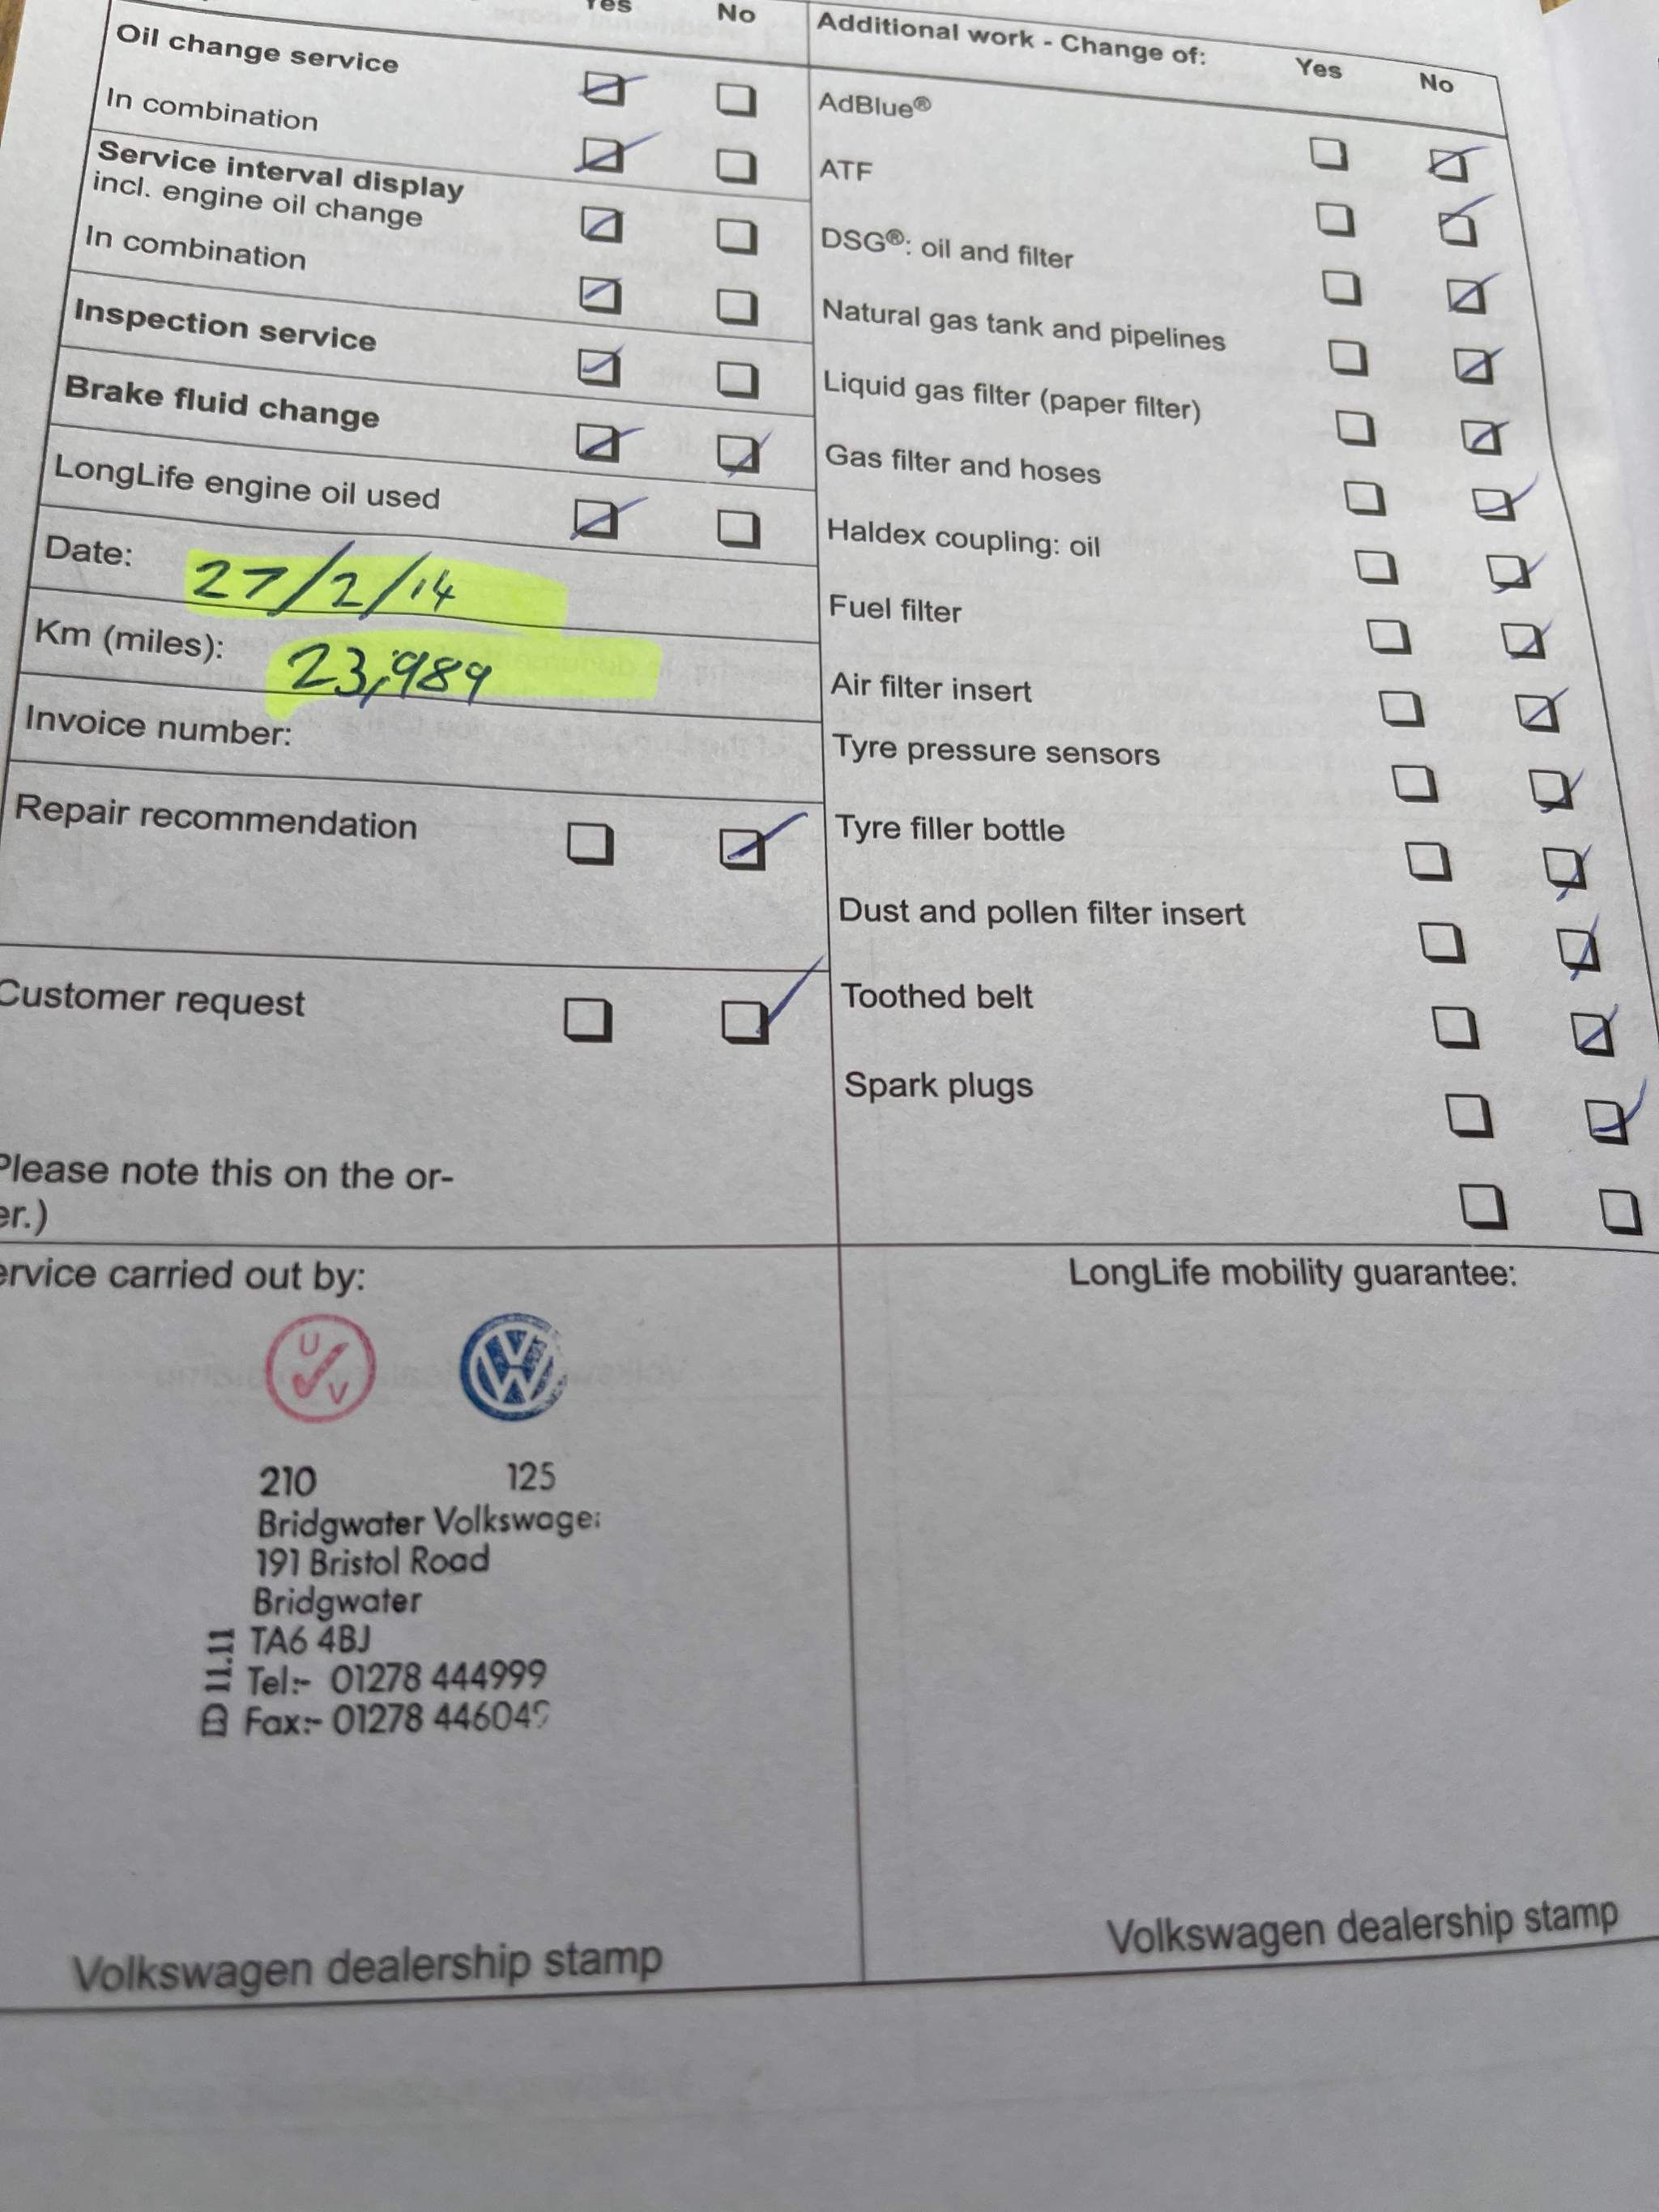 Yes No
Oil change service
In combination
Service interval display
incl. engine oil change
In combination
Inspection service
Brake fluid change
LongLife engine oil used
Date: 27/2/14
Km (miles): 23,989
Invoice number:
Repair recommendation
Customer request
Please note this on the or-
er.)
Additional work - Change of: Yes No
AdBlue®
ATF
DSG®: oil and filter
Natural gas tank and pipelines
Liquid gas filter (paper filter)
Gas filter and hoses
Haldex coupling: oil
Fuel filter
Air filter insert
Tyre pressure sensors
Tyre filler bottle
Dust and pollen filter insert
Toothed belt
Spark plugs
ervice carried out by:
U V
VW
210 125
Bridgwater Volkswage
191 Bristol Road
Bridgwater
TA6 4BJ
Tel:- 01278 444999
Fax:- 01278 446049
11.11
Volkswagen dealership stamp
LongLife mobility guarantee:
Volkswagen dealership stamp